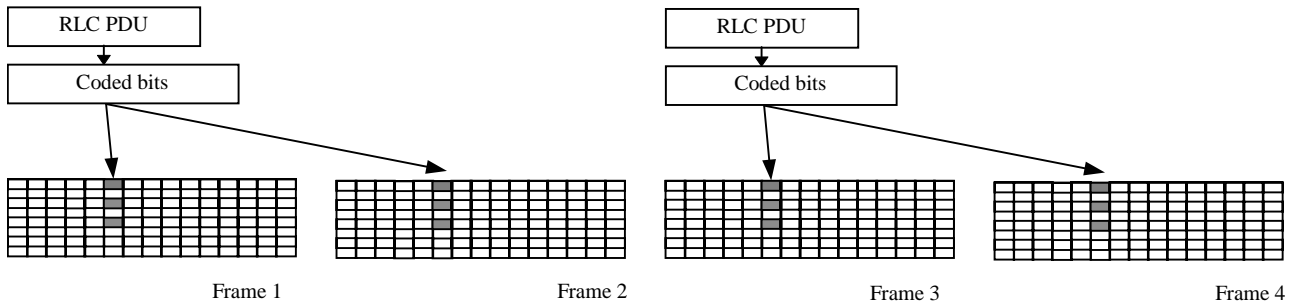 RLC PDU
Coded bits
RLC PDU
Coded bits
Frame 1
Frame 2
Frame 3
Frame 4